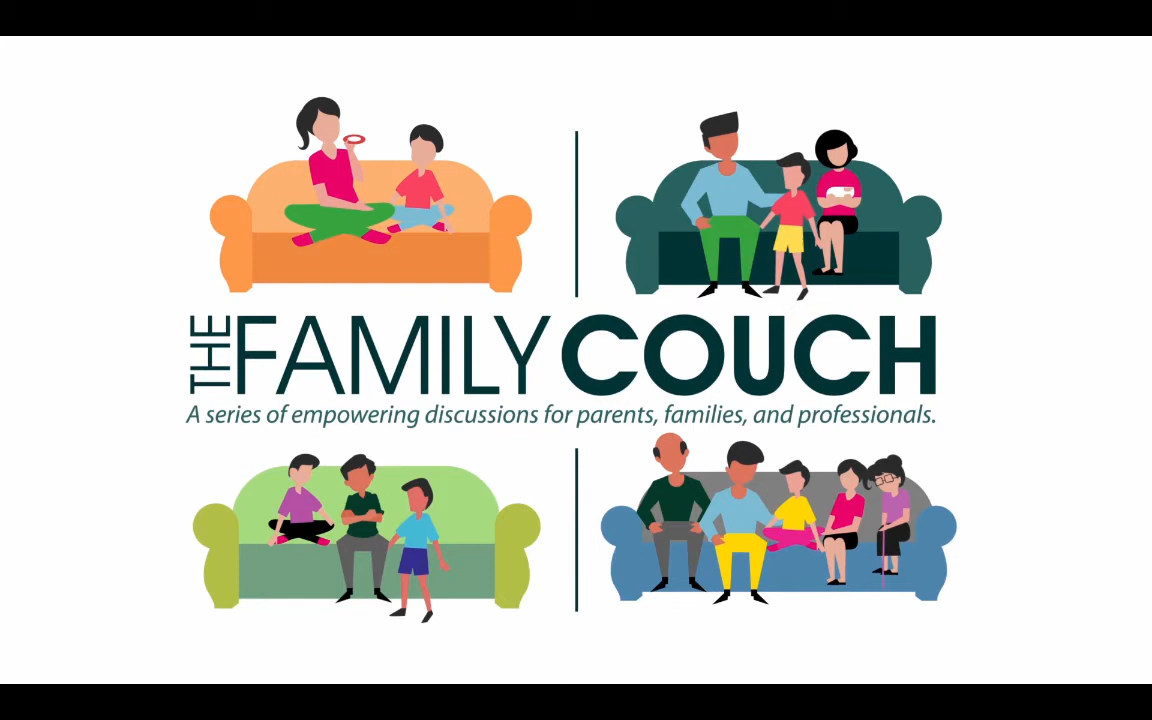 THE FAMILY COUCH
A series of empowering discussions for parents, families, and professionals.